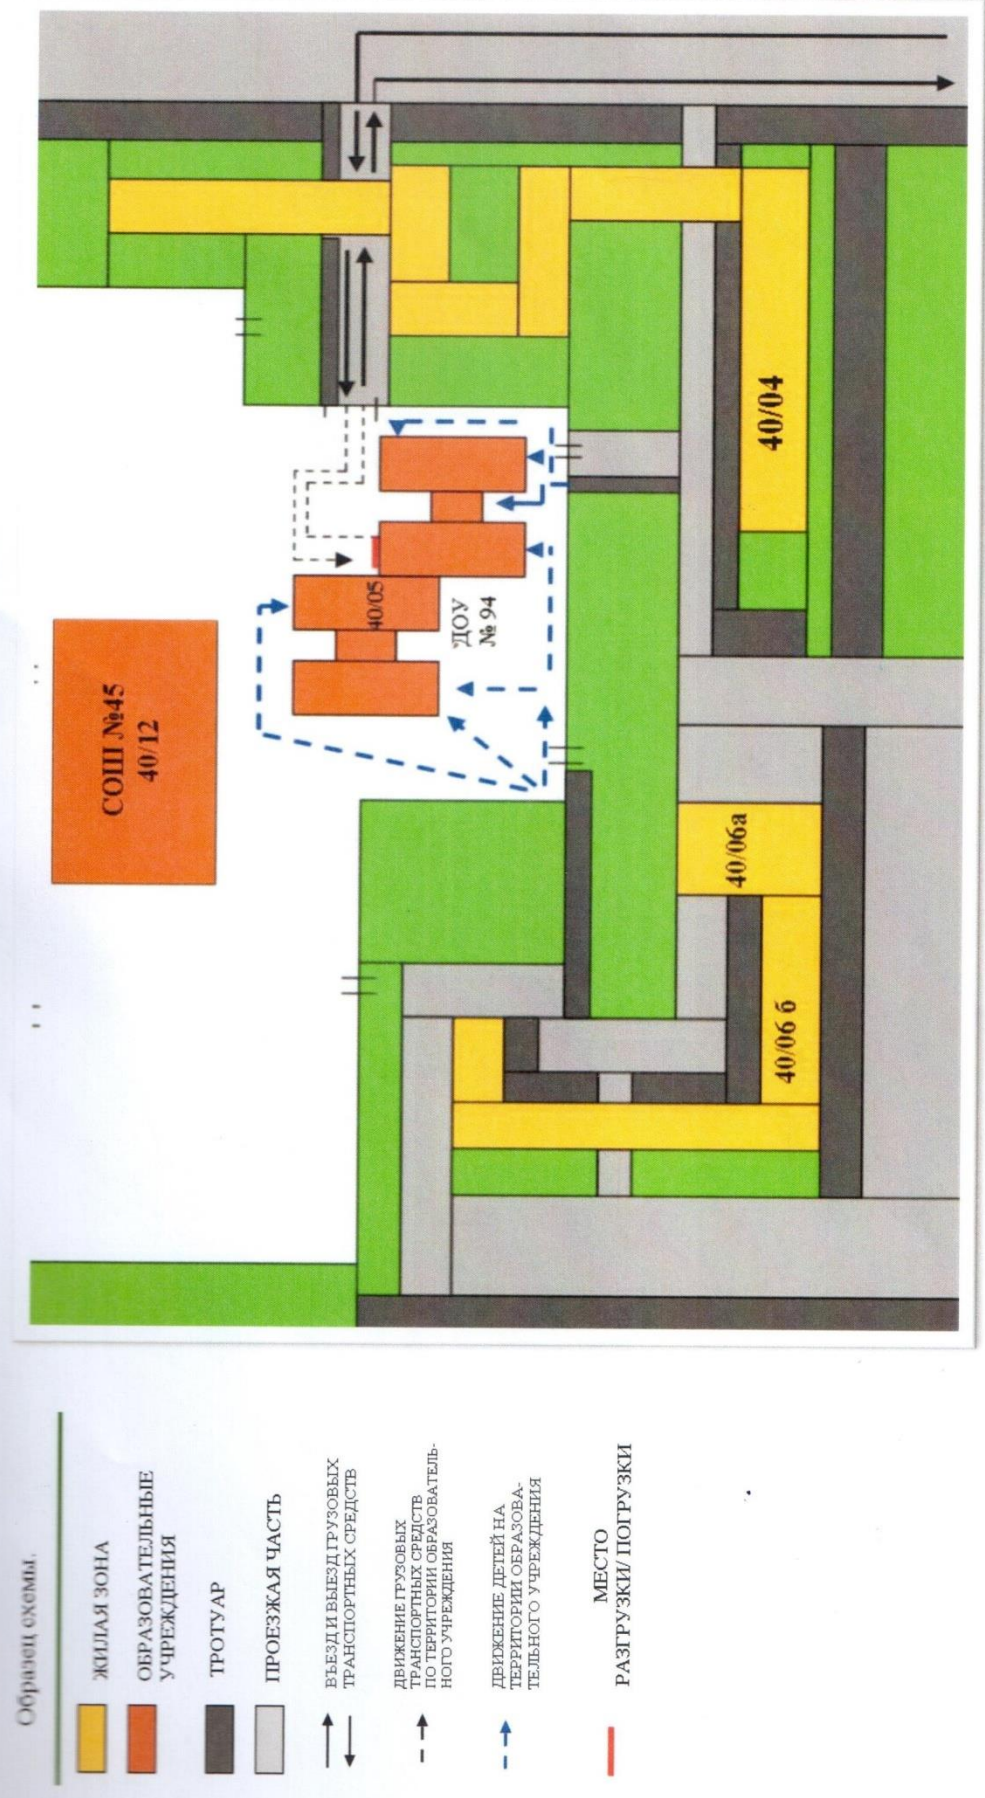 Образец схемы.
ЖИЛАЯ ЗОНА
ОБРАЗОВАТЕЛЬНЫЕ
УЧРЕЖДЕНИЯ
ТРОТУАР
ПРОЕЗЖАЯ ЧАСТЬ
ВЪЕЗД И ВЫЕЗД ГРУЗОВЫХ
ТРАНСПОРТНЫХ СРЕДСТВ
ДВИЖЕНИЕ ГРУЗОВЫХ
ТРАНСПОРТНЫХ СРЕДСТВ
ПО ТЕРРИТОРИИ ОБРАЗОВАТЕЛЬ-
НОГО УЧРЕЖДЕНИЯ
ДВИЖЕНИЕ ДЕТЕЙ НА
ТЕРРИТОРИИ ОБРАЗОВА-
ТЕЛЬНОГО УЧРЕЖДЕНИЯ
МЕСТО
РАЗГРУЗКИ/ ПОГРУЗКИ
СОШ №45
40/12
40/05
ДОУ
№ 94
40/04
40/06а
40/06 б